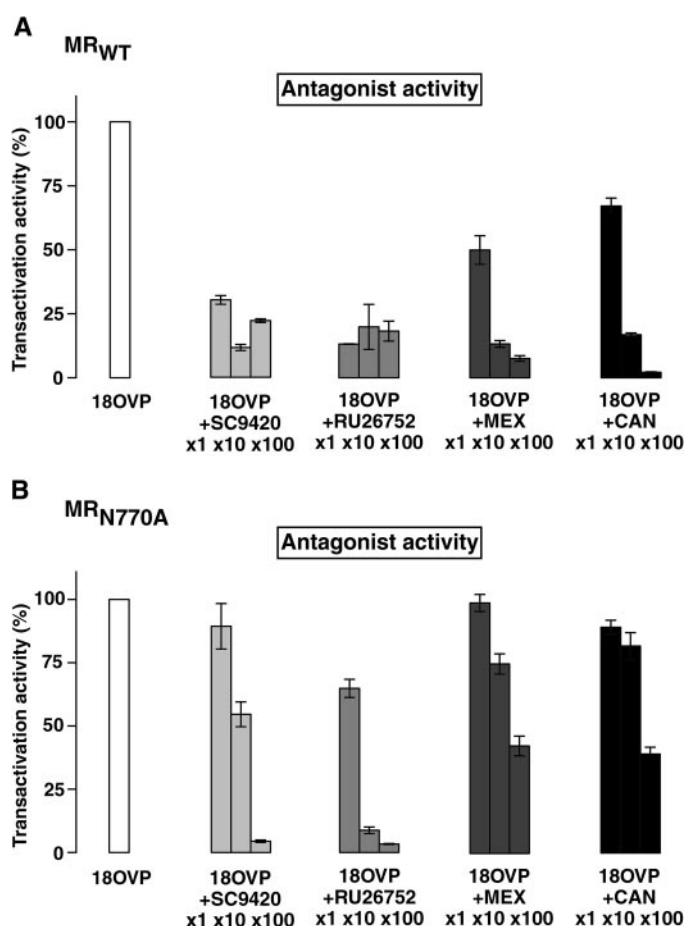 A
MRWT
Antagonist activity
Transactivation activity (%)
100
75
50
25
0
18OVP 18OVP 18OVP 18OVP 18OVP
+SC9420 +RU26752 +MEX +CAN
x1 x10 x100 x1 x10 x100 x1 x10 x100 x1 x10 x100
B
MRN770A
Antagonist activity
Transactivation activity (%)
100
75
50
25
0
18OVP 18OVP 18OVP 18OVP 18OVP
+SC9420 +RU26752 +MEX +CAN
x1 x10 x100 x1 x10 x100 x1 x10 x100 x1 x10 x100